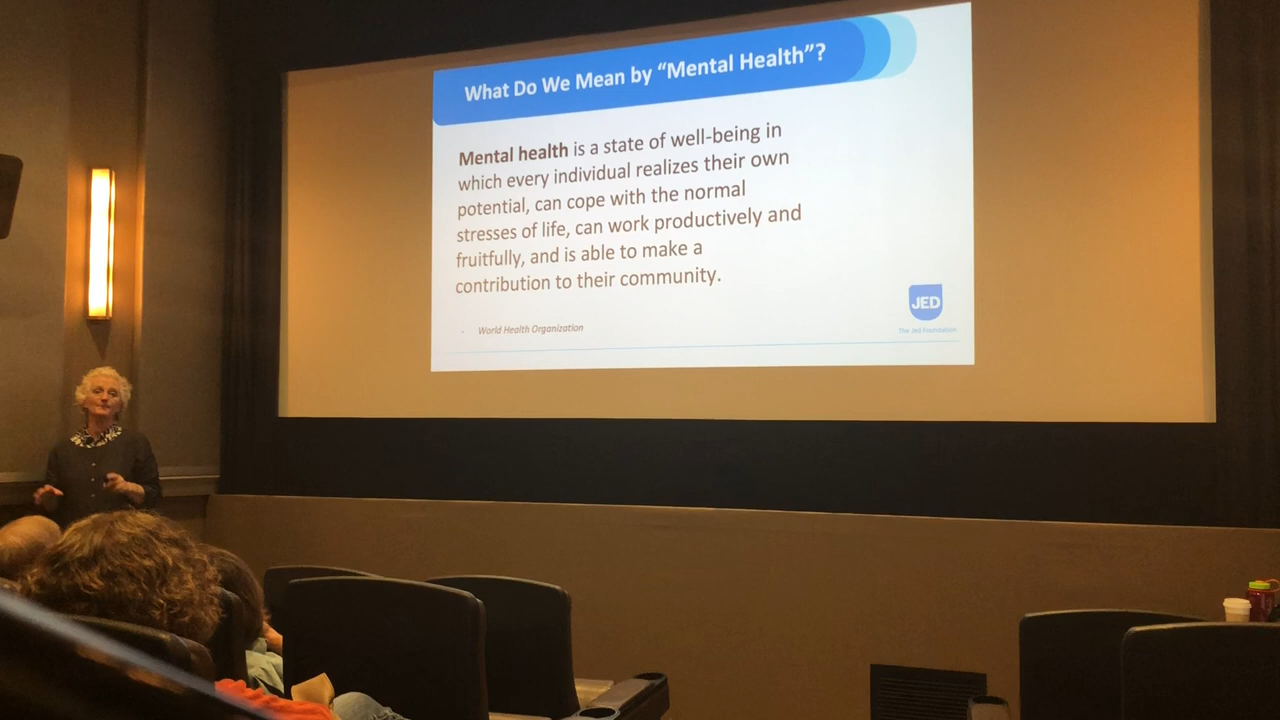 What Do We Mean by “Mental Health”?
Mental health is a state of well-being in
which every individual realizes their own
potential, can cope with the normal
stresses of life, can work productively and
fruitfully, and is able to make a
contribution to their community.
- World Health Organization
JED
The Jed Foundation